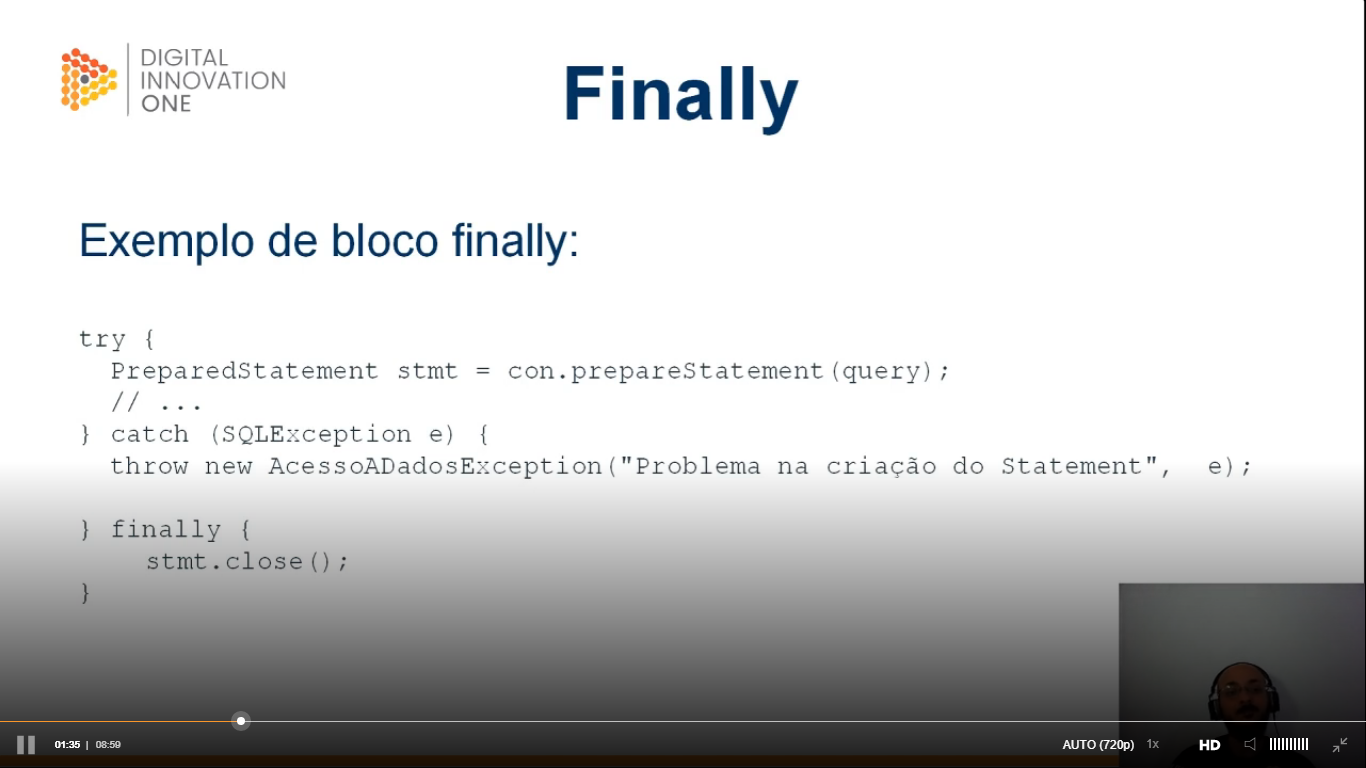 DIGITAL
INNOVATION
ONE
Finally
Exemplo de bloco finally:
try {
PreparedStatement stmt = con.prepareStatement(query);
// ...
} catch (SQLException e) {
throw new AcessoADadosException("Problema na criação do Statement", e);
} finally {
stmt.close();
}
01:35 | 08:59
AUTO (720p) 1x HD